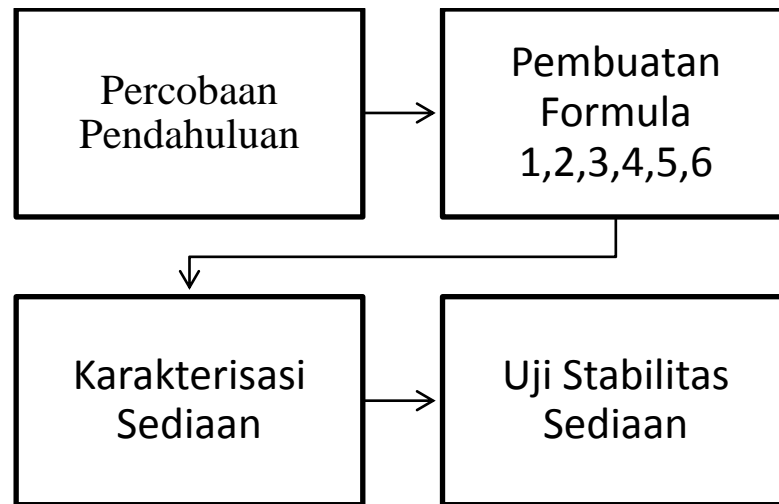 Percobaan
Pendahuluan
Pembuatan
Formula
1,2,3,4,5,6
Karakterisasi
Sediaan
Uji Stabilitas
Sediaan